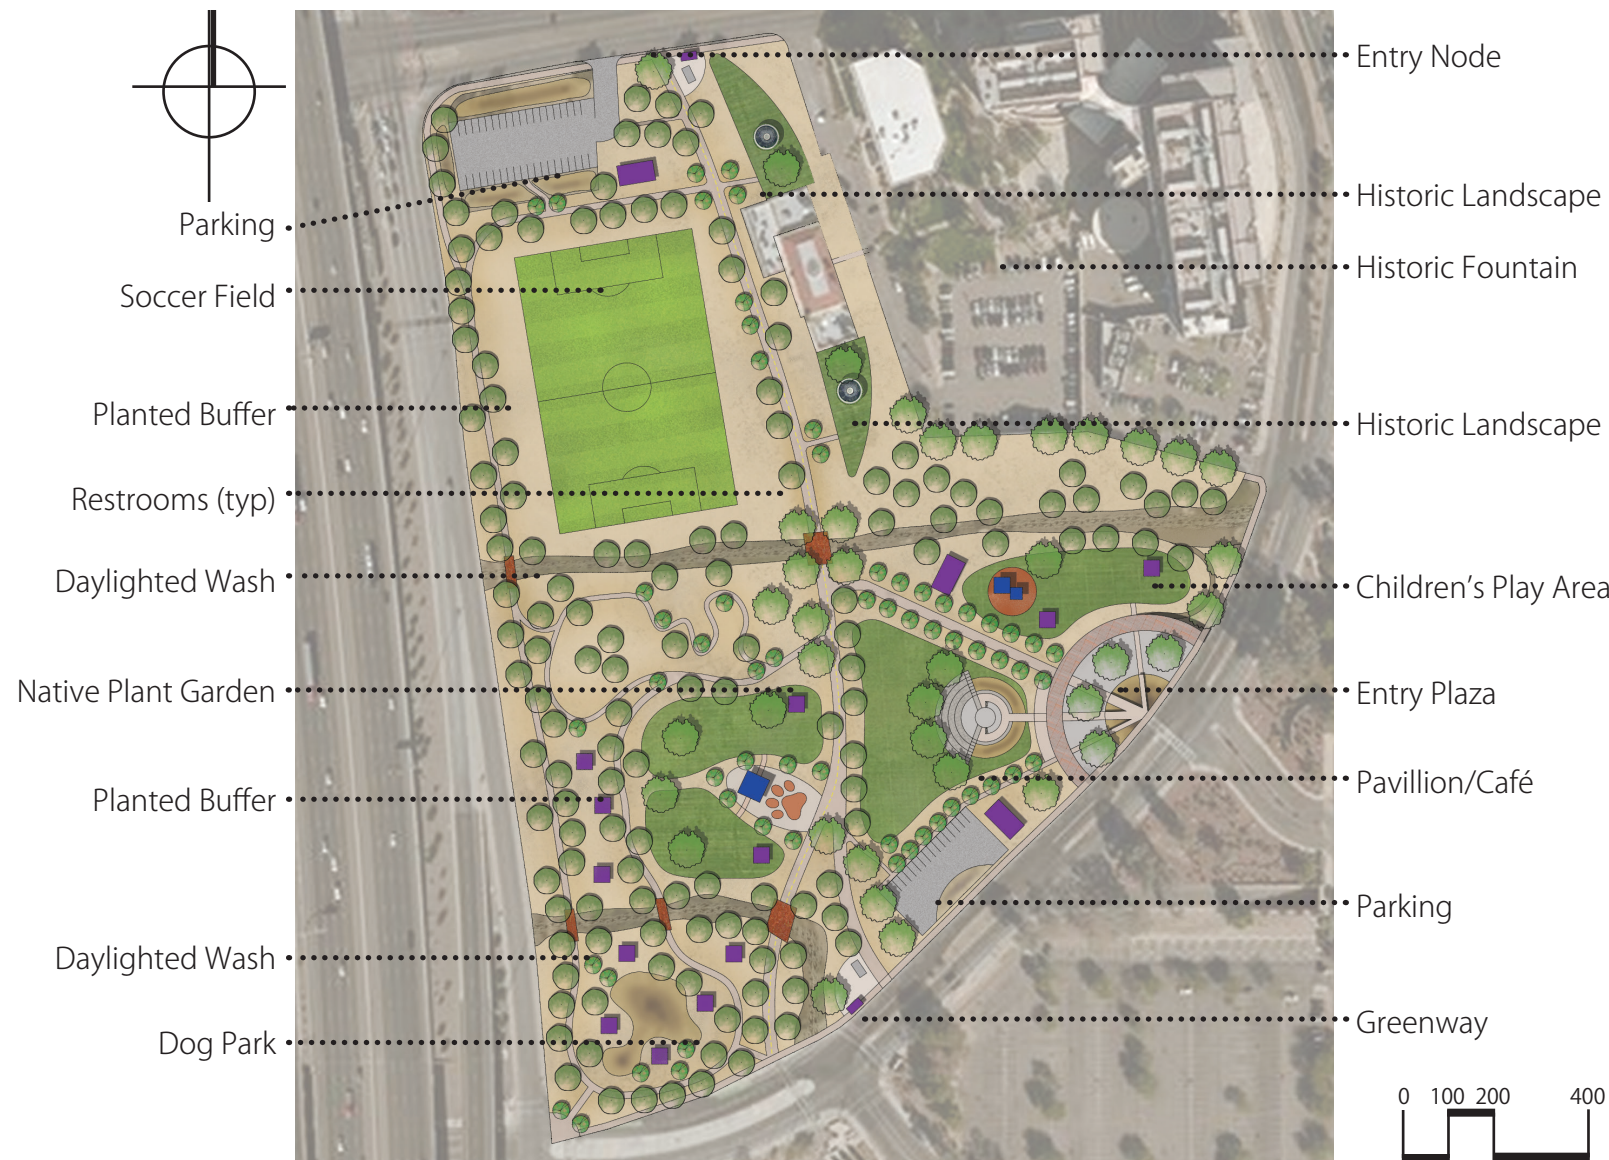 Entry Node
Historic Landscape
Parking
Historic Fountain
Soccer Field
Planted Buffer
Historic Landscape
Restrooms (typ)
Daylighted Wash
Children’s Play Area
Native Plant Garden
Entry Plaza
Pavillion/Café
Planted Buffer
Parking
Daylighted Wash
Greenway
Dog Park
0 100 200 400